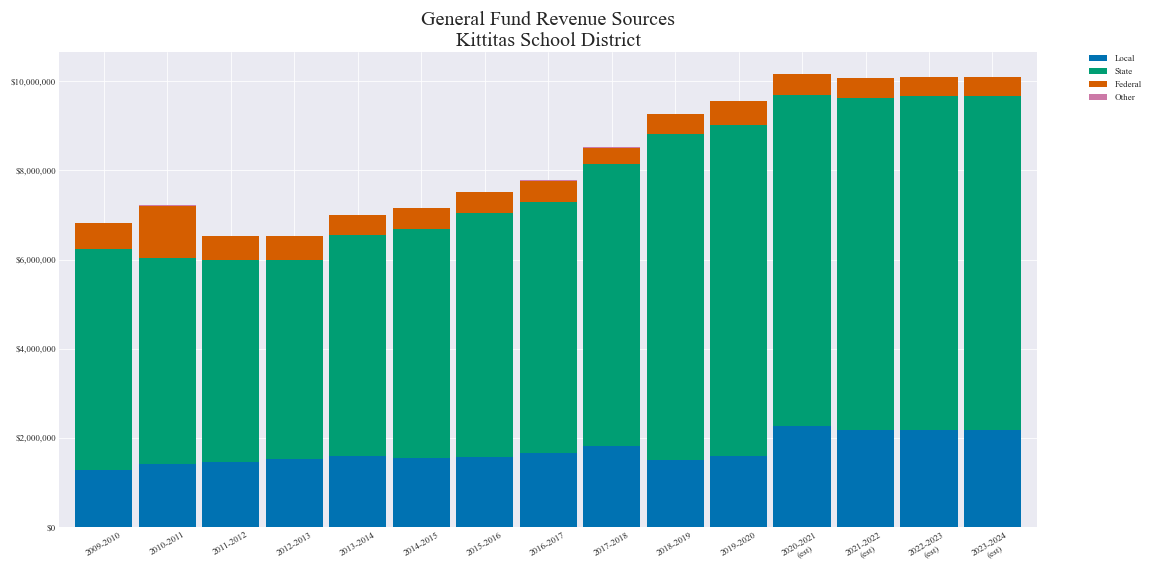 General Fund Revenue Sources
Kittitas School District
Local
State
Federal
Other
$10,000,000
$8,000,000
$6,000,000
$4,000,000
$2,000,000
$0
2009-2010
2010-2011
2011-2012
2012-2013
2013-2014
2014-2015
2015-2016
2016-2017
2017-2018
2018-2019
2019-2020
2020-2021
(est)
2021-2022
(est)
2022-2023
(est)
2023-2024
(est)